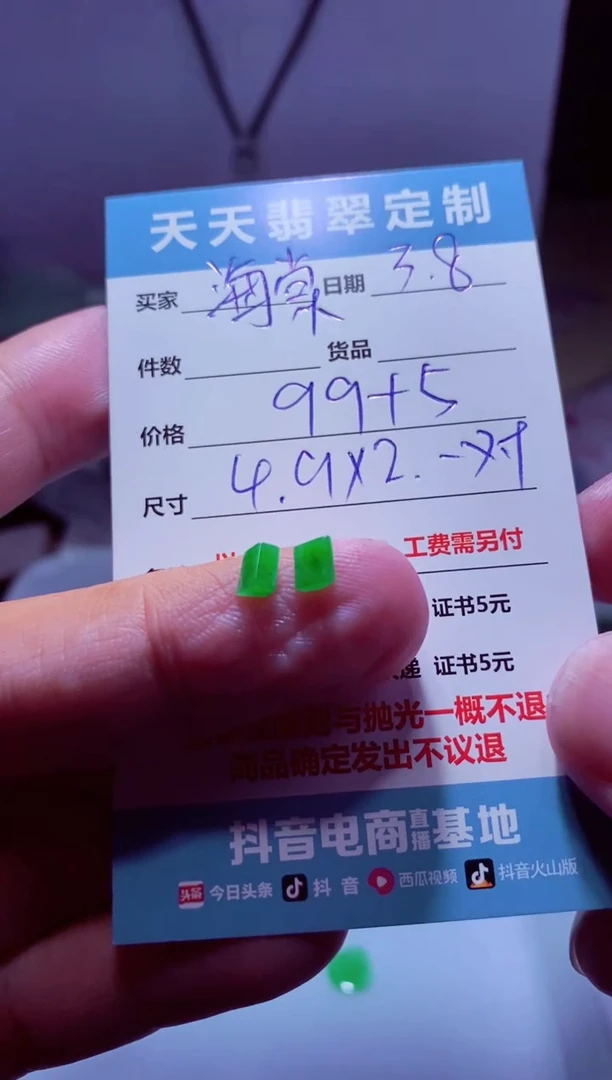 天天翡翠定制
买家 海棠 日期 3.8
件数 货品
价格 99+5
尺寸 4.9x2.一对
工费需另付
证书5元
递 证书5元
与抛光一概不退
商品确定发出不议退
抖音电商直播基地
头条 今日头条 抖音 西瓜视频 抖音火山版